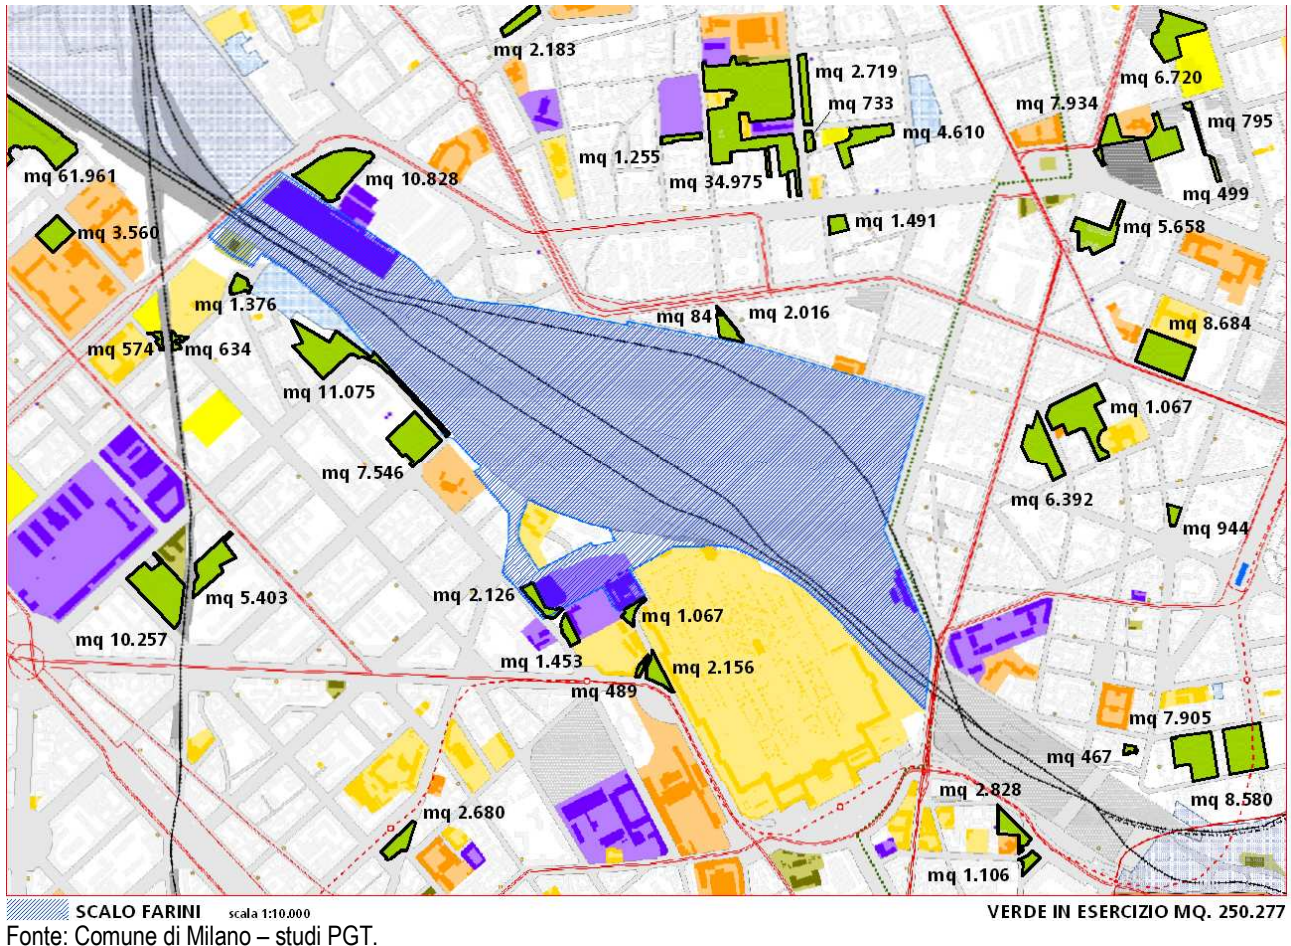 mq 2.183
mq 2.719
mq 6.720
mq 733
mq 7.934
mq 795
mq 4.610
mq 1.255
mq 61.961
mq 10.828
mq 34.975
mq 499
mq 3.560
mq 1.491
mq 5.658
mq 1.376
mq 84
mq 2.016
mq 8.684
mq 574
mq 634
mq 11.075
mq 1.067
mq 7.546
mq 6.392
mq 944
mq 2.126
mq 5.403
mq 1.067
mq 10.257
mq 1.453
mq 2.156
mq 489
mq 7.905
mq 467
mq 2.828
mq 8.580
mq 2.680
mq 1.106
SCALO FARINI scala 1:10.000
VERDE IN ESERCIZIO MQ. 250.277
Fonte: Comune di Milano – studi PGT.